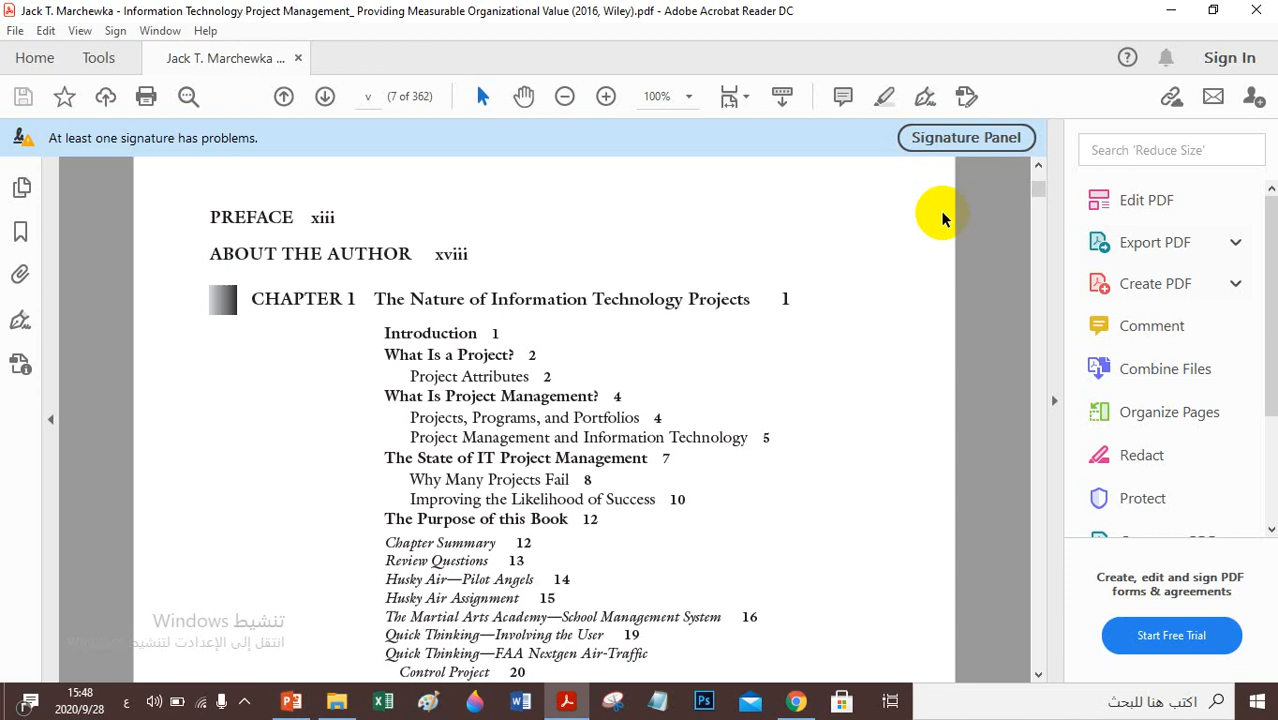 Jack T. Marchewka - Information Technology Project Management_ Providing Measurable Organizational Value (2016, Wiley).pdf - Adobe Acrobat Reader DC
File Edit View Sign Window Help
Home Tools Jack T. Marchewka ... × Sign In
v (7 of 362) 100%
At least one signature has problems. Signature Panel
Search 'Reduce Size'
PREFACE xiii
ABOUT THE AUTHOR xviii
CHAPTER 1 The Nature of Information Technology Projects 1
Introduction 1
What Is a Project? 2
Project Attributes 2
What Is Project Management? 4
Projects, Programs, and Portfolios 4
Project Management and Information Technology 5
The State of IT Project Management 7
Why Many Projects Fail 8
Improving the Likelihood of Success 10
The Purpose of this Book 12
Chapter Summary 12
Review Questions 13
Husky Air—Pilot Angels 14
Husky Air Assignment 15
The Martial Arts Academy—School Management System 16
Quick Thinking—Involving the User 19
Quick Thinking—FAA Nextgen Air-Traffic
Control Project 20
Edit PDF
Export PDF
Create PDF
Comment
Combine Files
Organize Pages
Redact
Protect
Create, edit and sign PDF
forms & agreements
Start Free Trial
تنشيط Windows
انتقل إلى الإعدادت لتنشيط Windows
15:48
2020/9/28
ع
اكتب هنا للبحث